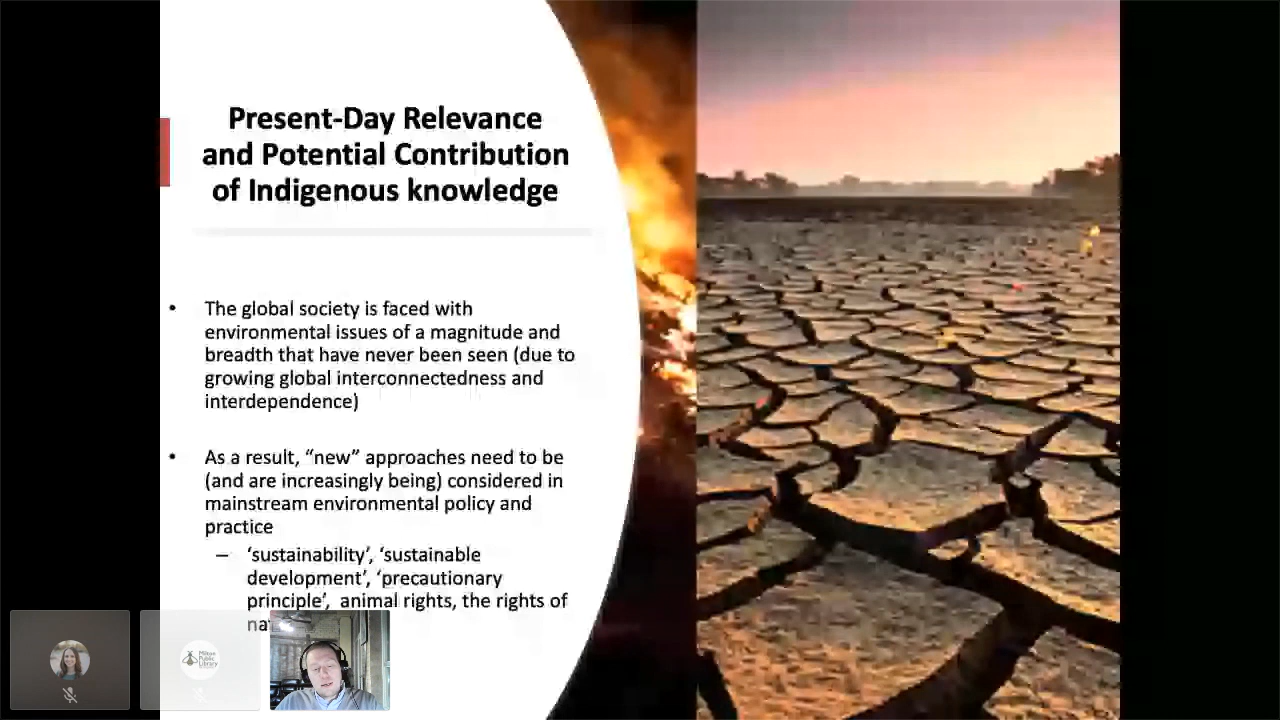 Present-Day Relevance
and Potential Contribution
of Indigenous knowledge
• The global society is faced with
environmental issues of a magnitude and
breadth that have never been seen (due to
growing global interconnectedness and
interdependence)
• As a result, “new” approaches need to be
(and are increasingly being) considered in
mainstream environmental policy and
practice
– ‘sustainability’, ‘sustainable
development’, ‘precautionary
principle’, animal rights, the rights of
Milton
Public
Library